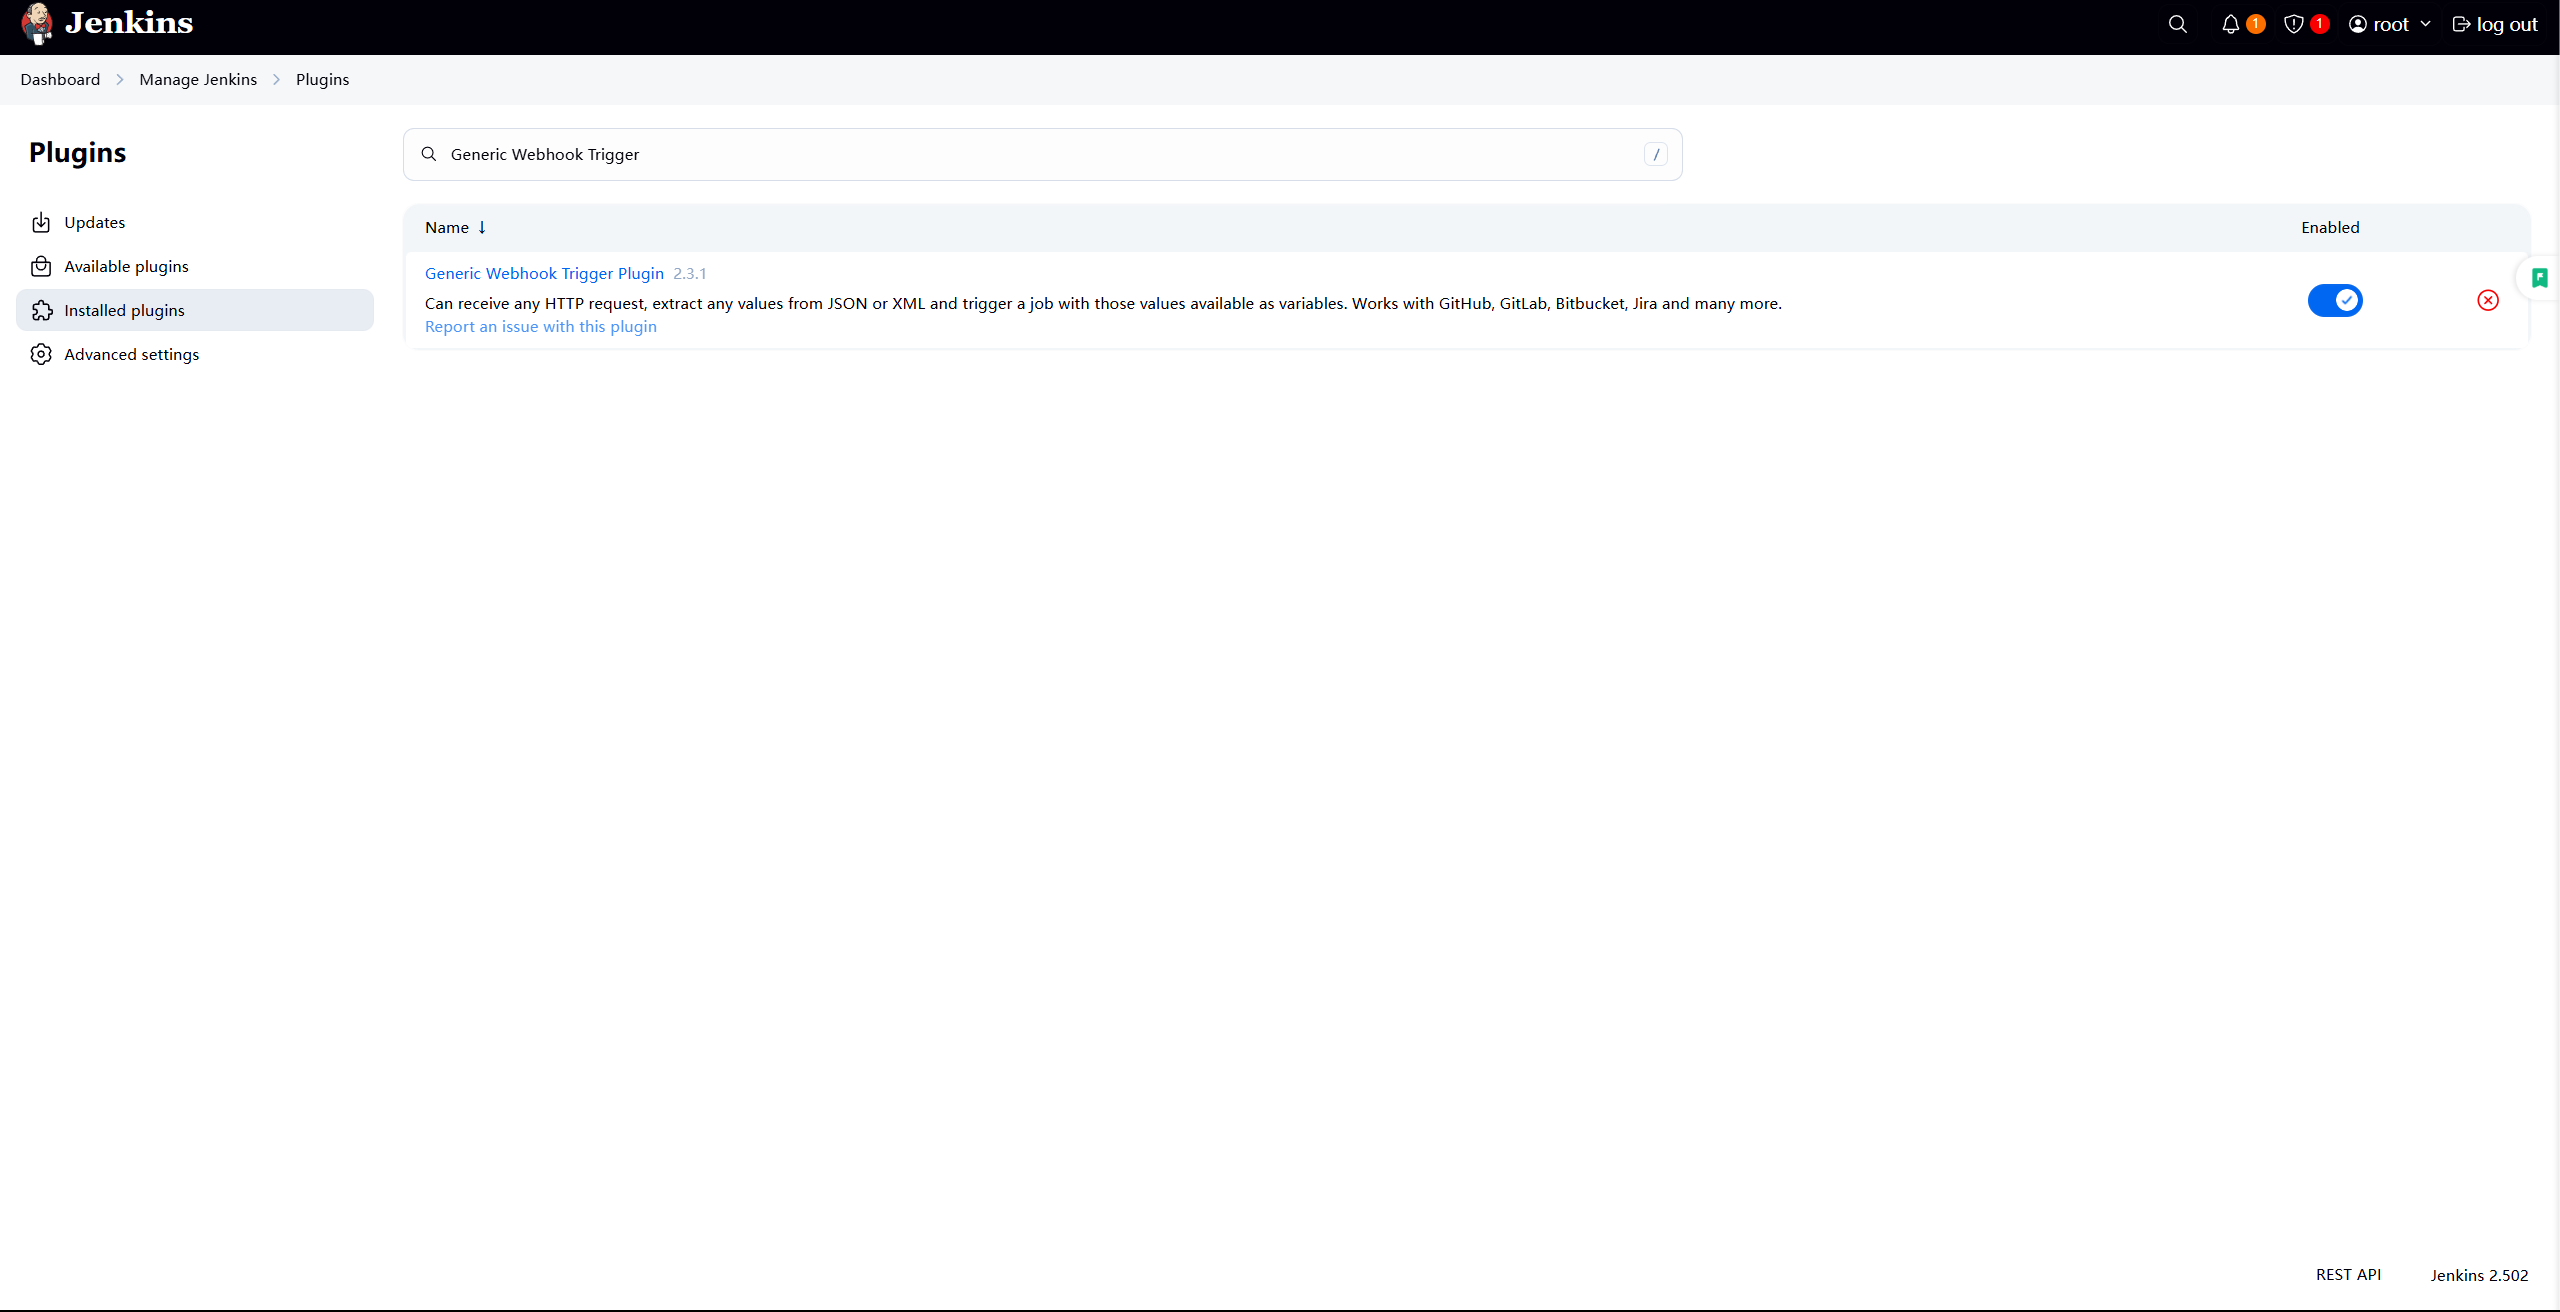 Jenkins
1
1
root
log out
Dashboard
Manage Jenkins
Plugins
Plugins
Generic Webhook Trigger
/
Updates
Available plugins
Installed plugins
Advanced settings
Name ↓
Enabled
Generic Webhook Trigger Plugin 2.3.1
Can receive any HTTP request, extract any values from JSON or XML and trigger a job with those values available as variables. Works with GitHub, GitLab, Bitbucket, Jira and many more.
Report an issue with this plugin
REST API
Jenkins 2.502